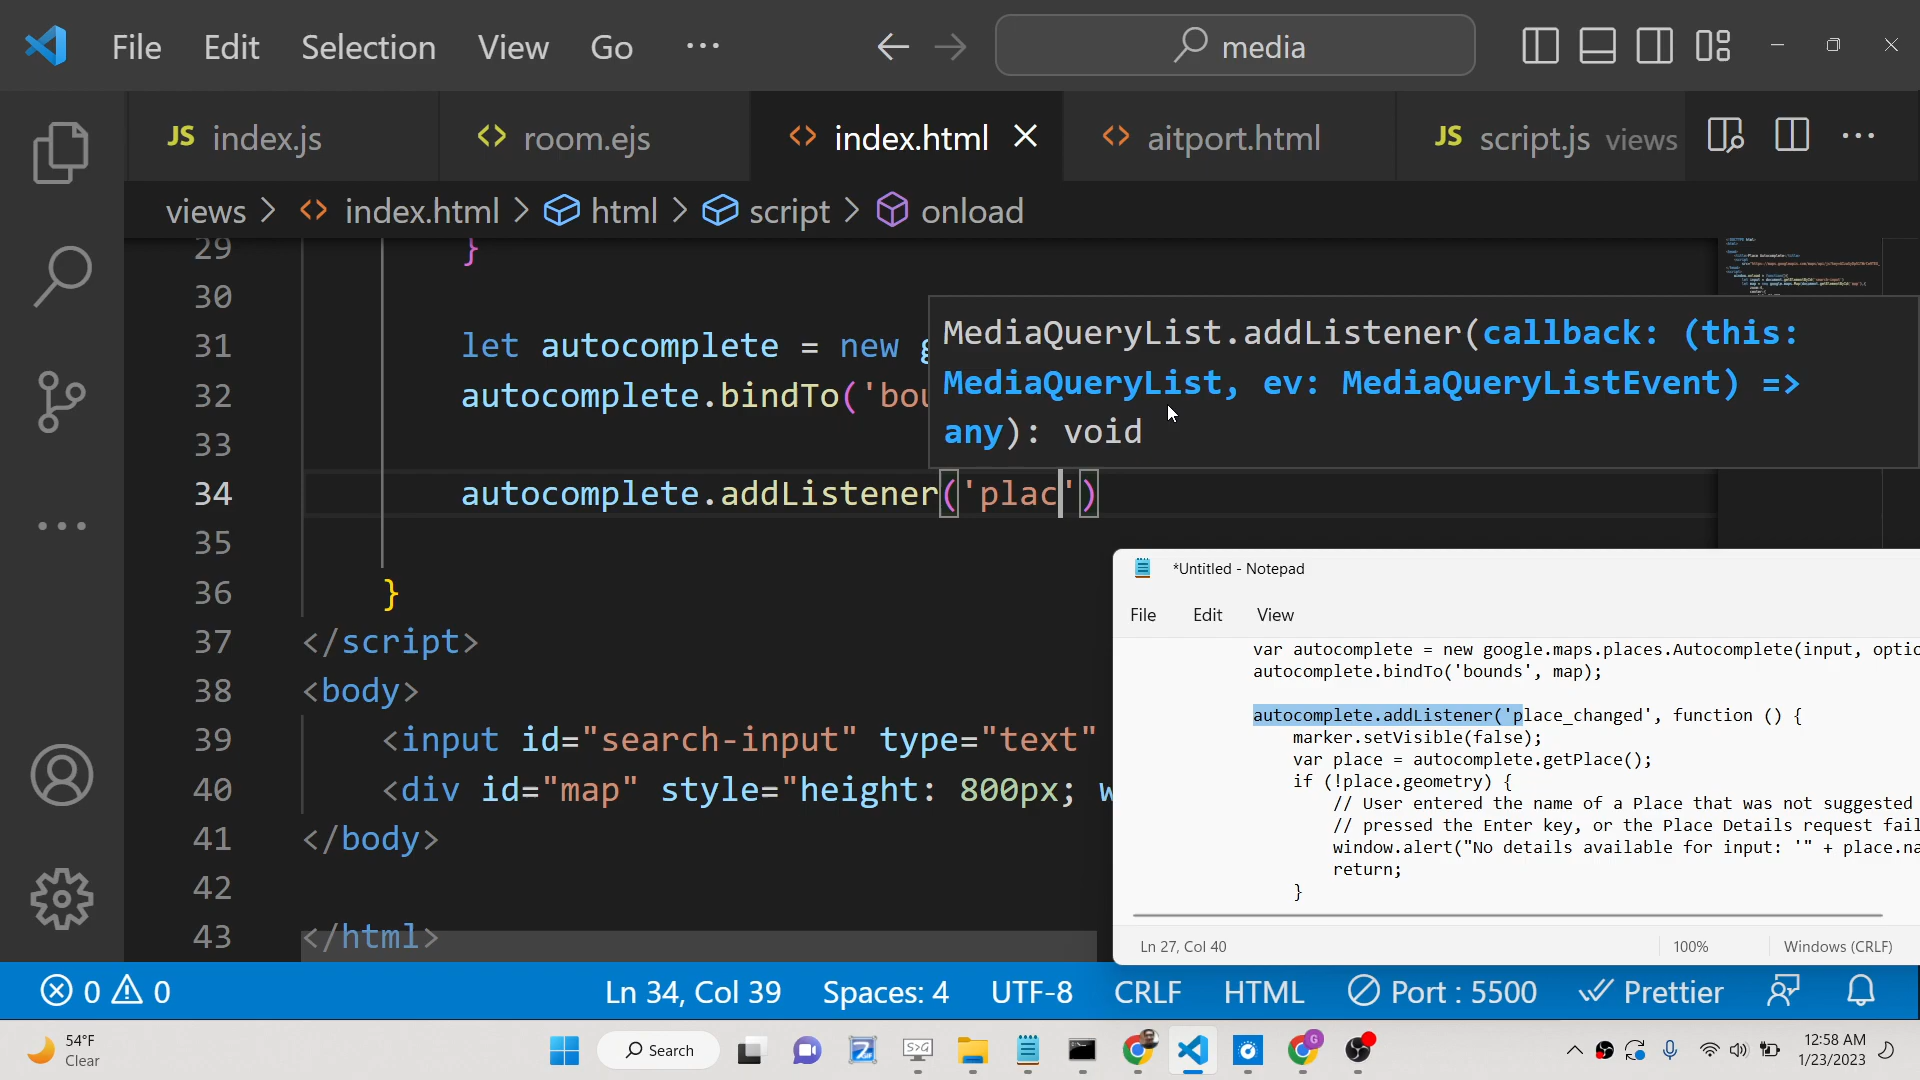 File Edit Selection View Go ... media
JS index.js <> room.ejs <> index.html <> aitport.html JS script.js views ...
views > <> index.html > html > script > onload
29 }
30
31 let autocomplete = new g
32 autocomplete.bindTo('bou
33
34 autocomplete.addListener('plac')
35
36 }
37 </script>
38 <body>
39 <input id="search-input" type="text"
40 <div id="map" style="height: 800px; w
41 </body>
42
43 </html>
MediaQueryList.addListener(callback: (this:
MediaQueryList, ev: MediaQueryListEvent) =>
any): void
*Untitled - Notepad
File Edit View
var autocomplete = new google.maps.places.Autocomplete(input, optio
autocomplete.bindTo('bounds', map);
autocomplete.addListener('place_changed', function () {
marker.setVisible(false);
var place = autocomplete.getPlace();
if (!place.geometry) {
// User entered the name of a Place that was not suggested
// pressed the Enter key, or the Place Details request fail
window.alert("No details available for input: '" + place.na
return;
}
Ln 27, Col 40 100% Windows (CRLF)
0 0 Ln 34, Col 39 Spaces: 4 UTF-8 CRLF HTML Port : 5500 Prettier
54°F
Clear
Search
12:58 AM
1/23/2023